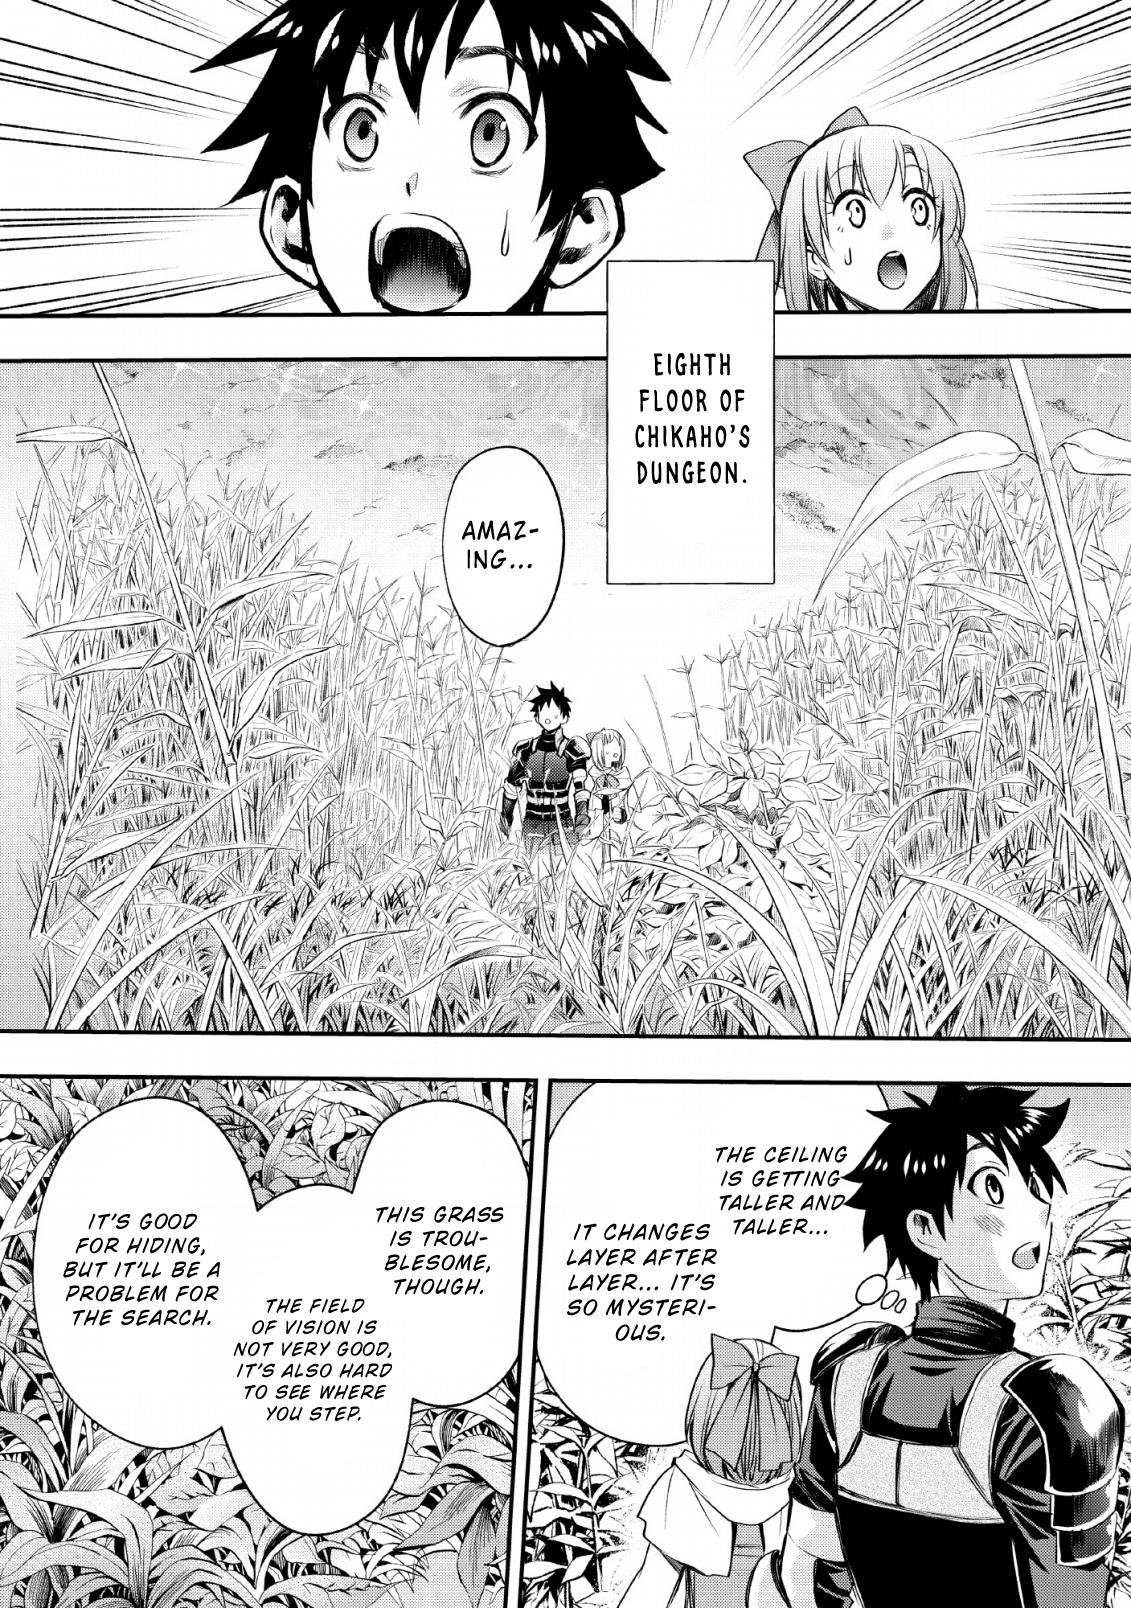 EIGHTH
FLOOR OF
CHIKAHO'S
DUNGEON.
AMAZ-
ING...
THE CEILING
IS GETTING
TALLER AND
TALLER...
IT CHANGES
LAYER AFTER
LAYER... IT'S
SO MYSTERI-
OUS.
THIS GRASS
IS TROU-
BLESOME,
THOUGH.
THE FIELD
OF VISION IS
NOT VERY GOOD,
IT'S ALSO HARD
TO SEE WHERE
YOU STEP.
IT'S GOOD
FOR HIDING,
BUT IT'LL BE A
PROBLEM FOR
THE SEARCH.